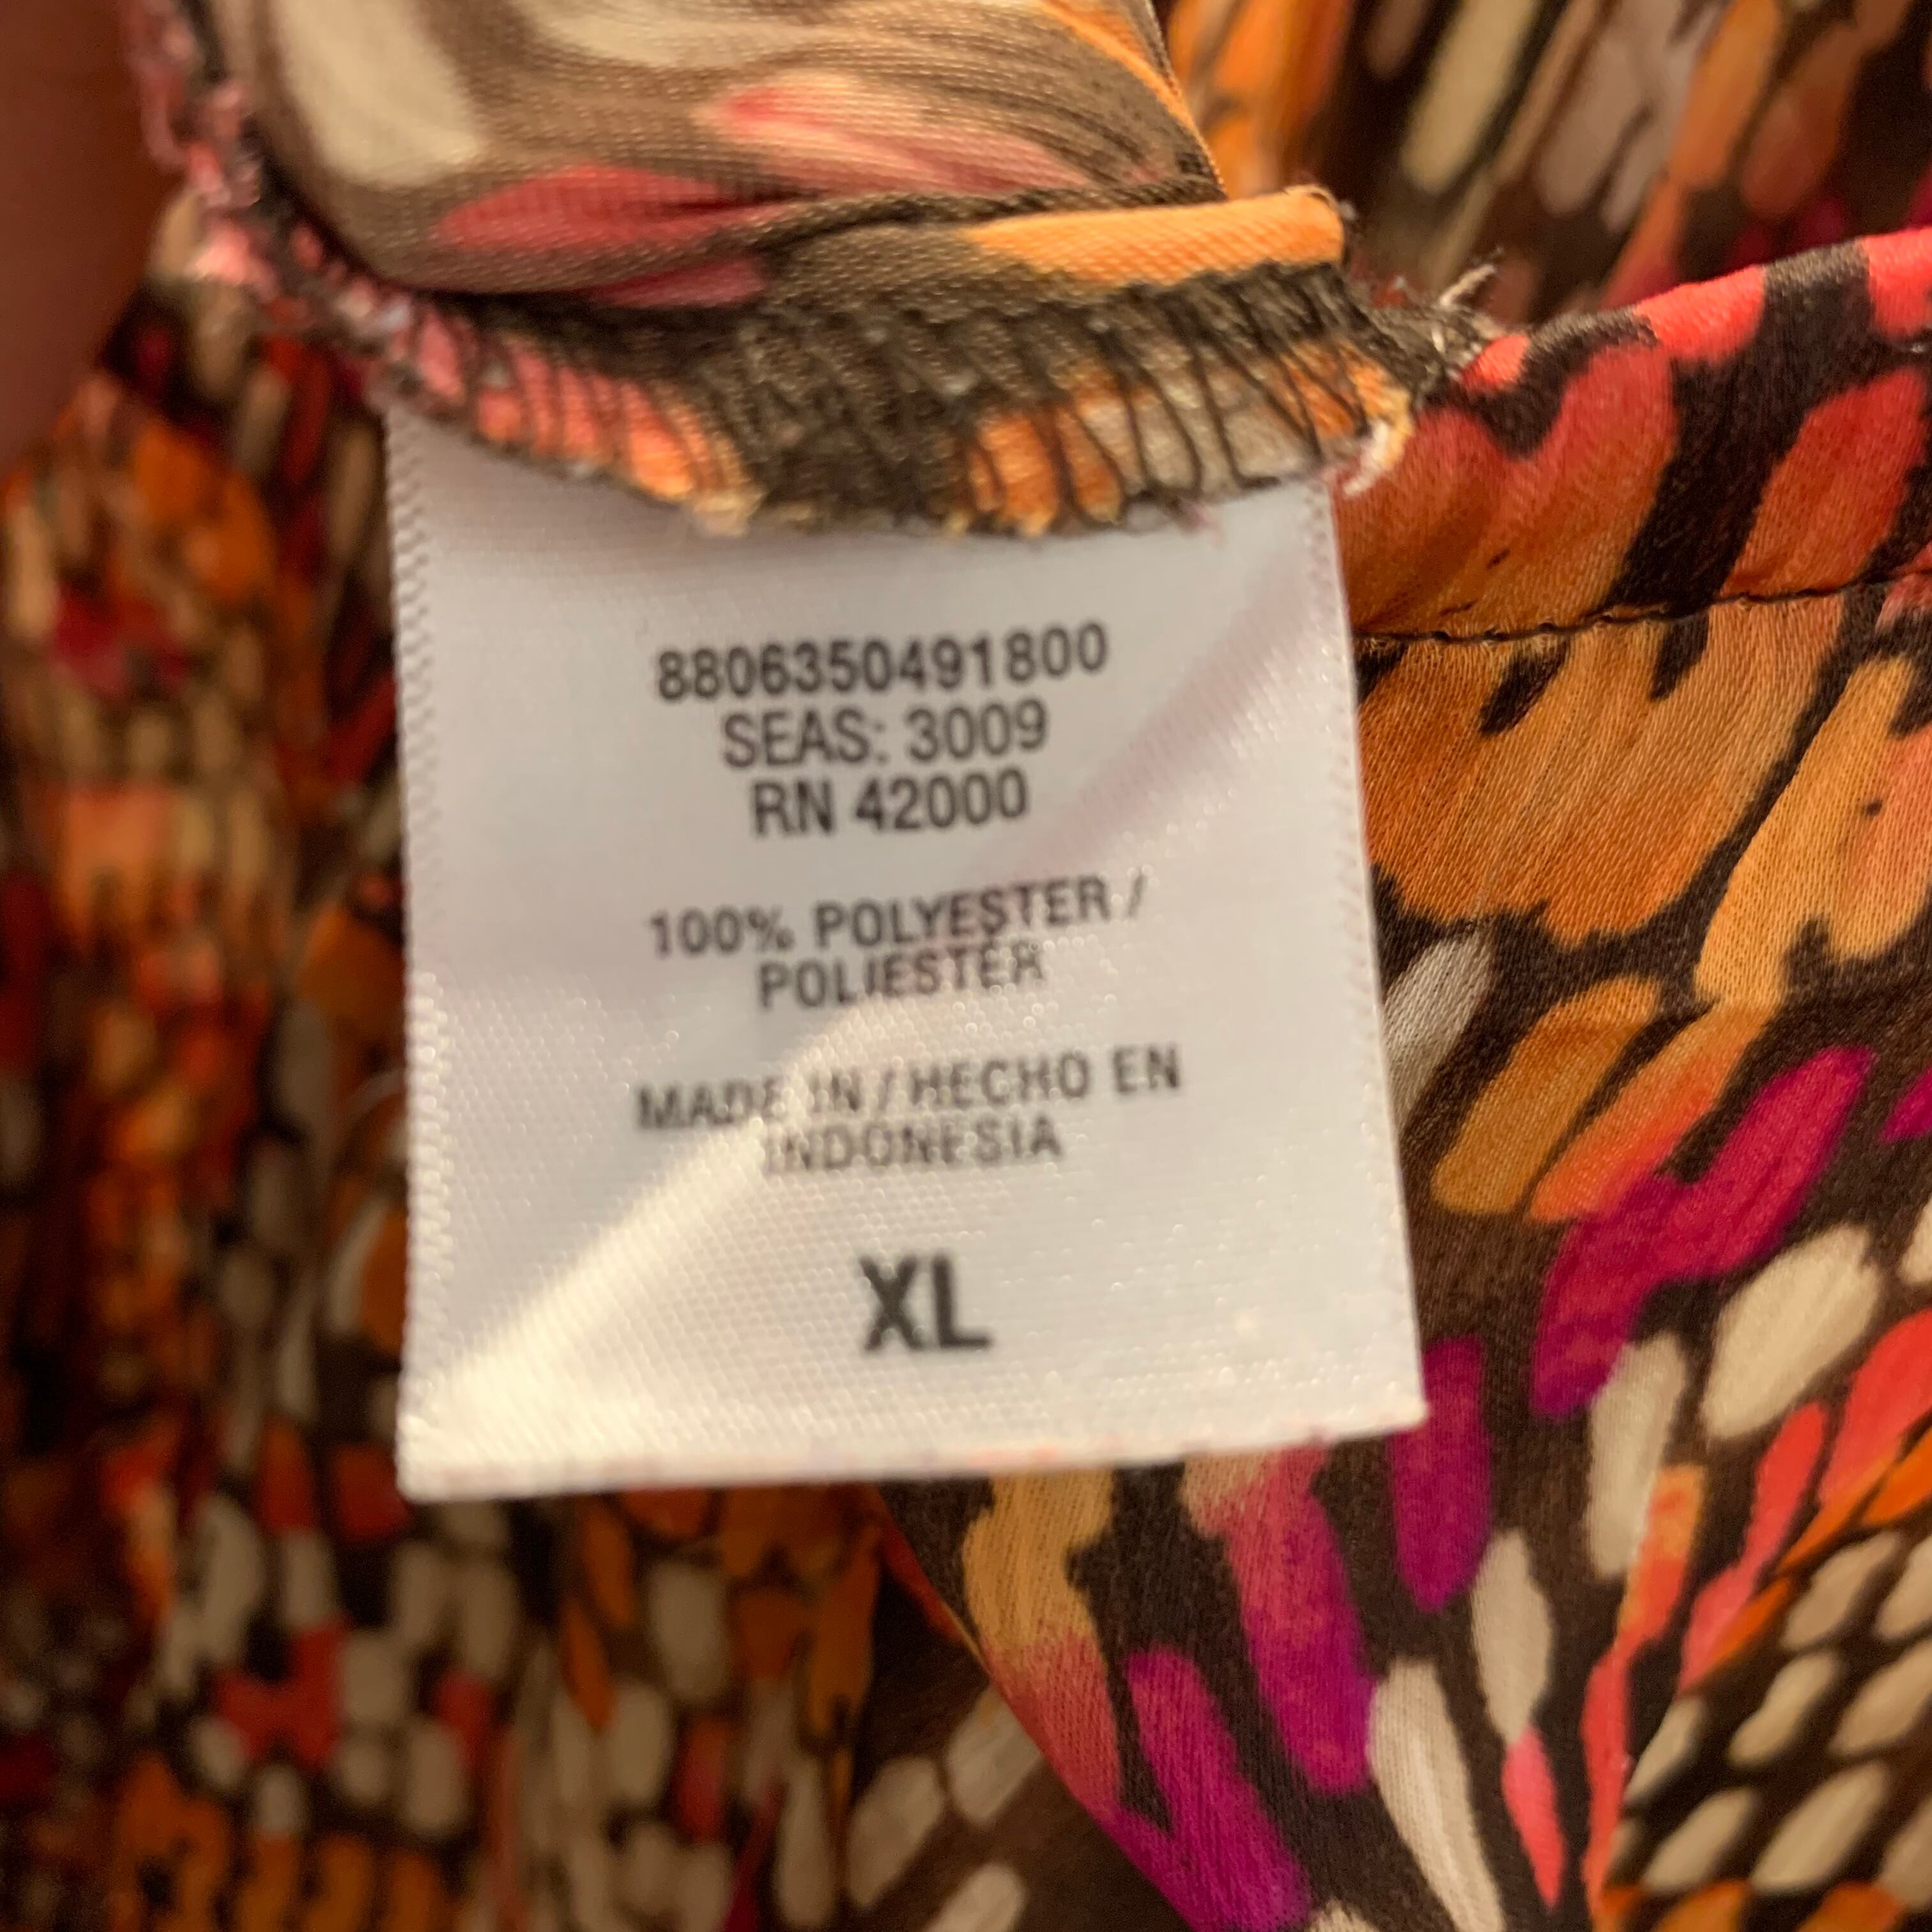 8806350491800
SEAS: 3009
RN 42000
100% POLYESTER /
POLIESTER
MADE IN / HECHO EN
INDONESIA
XL